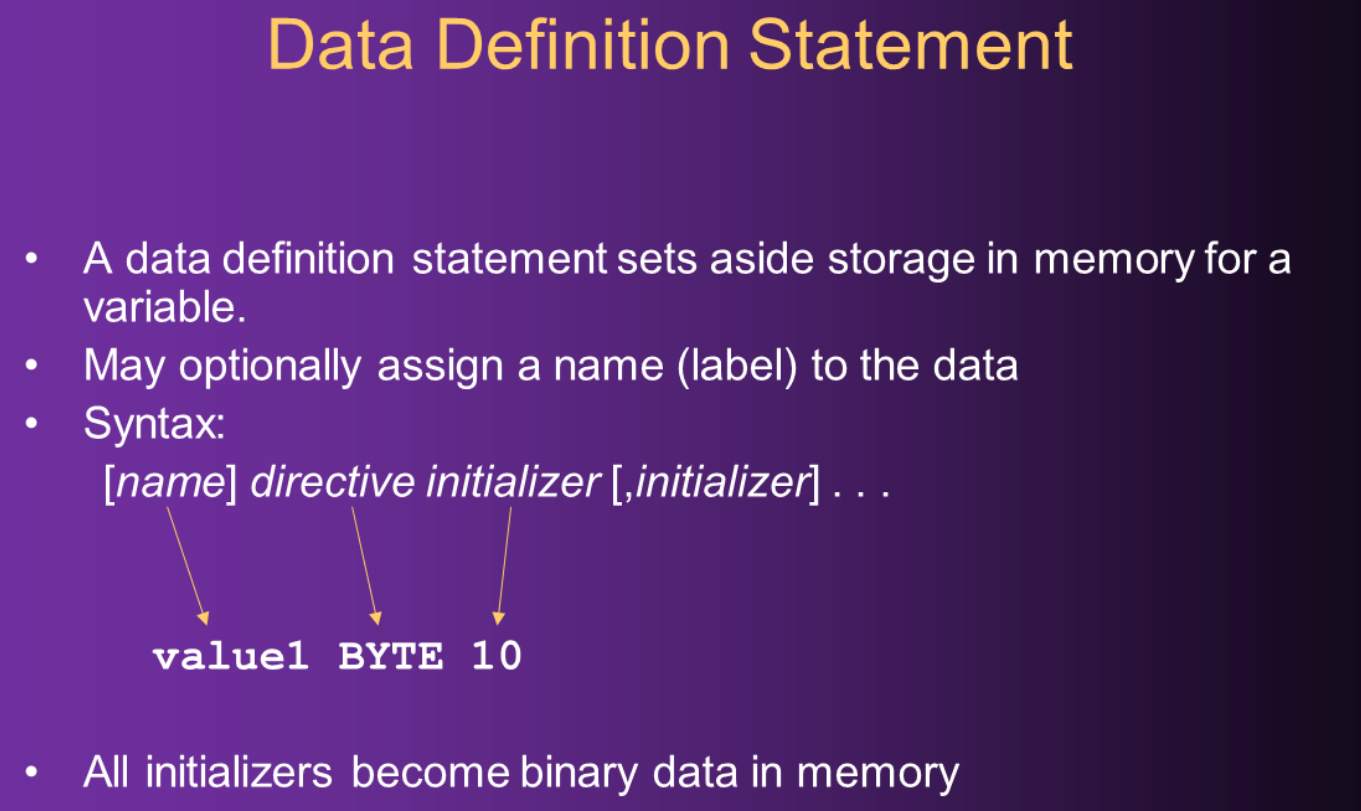 Data Definition Statement
• A data definition statement sets aside storage in memory for a
variable.
• May optionally assign a name (label) to the data
• Syntax:
[name] directive initializer [,initializer] . . .
value1 BYTE 10
• All initializers become binary data in memory